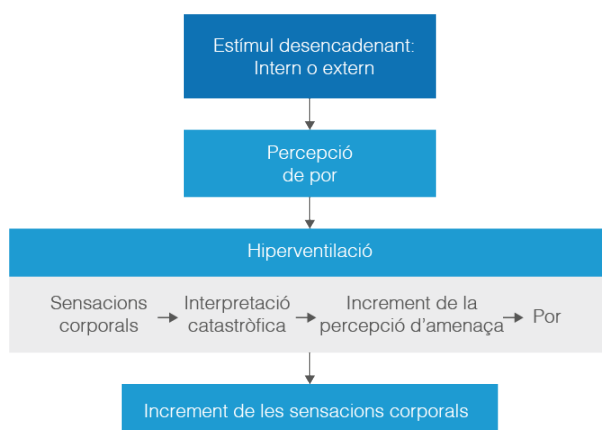 Estímul desencadenant:
Intern o extern
Percepció
de por
Hiperventilació
Sensacions
corporals
Interpretació
catastròfica
Increment de la
percepció d'amenaça
Por
Increment de les sensacions corporals